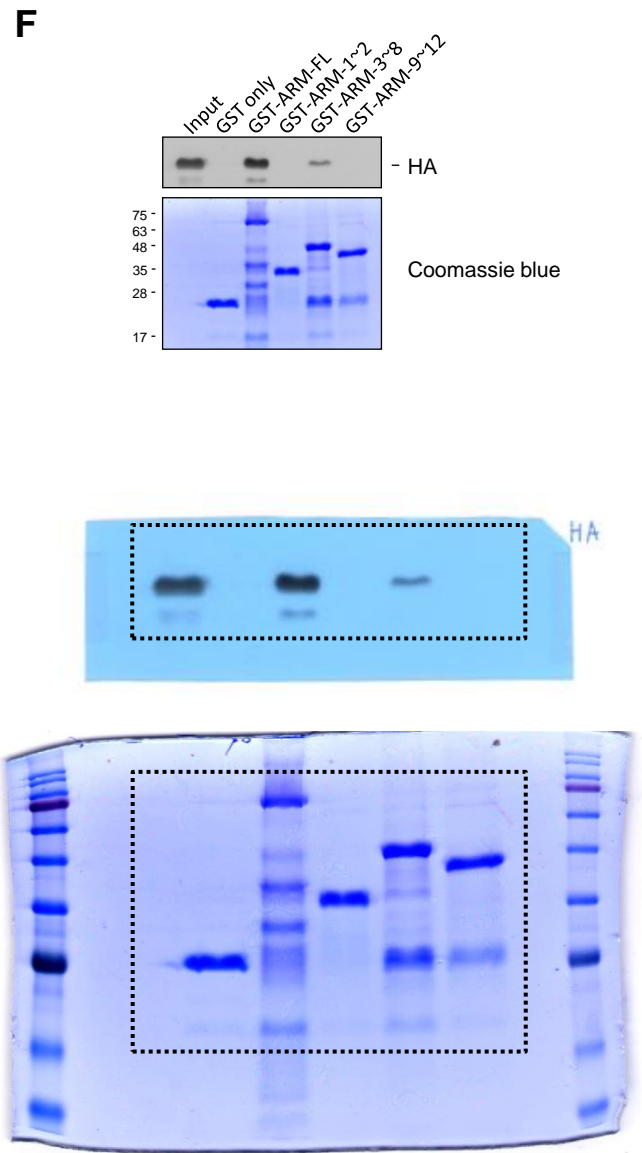 F
Input
GST only
GST-ARM-FL
GST-ARM-1~2
GST-ARM-3~8
GST-ARM-9~12
- HA
75 -
63 -
48 -
35 -
28 -
17 -
Coomassie blue
HA